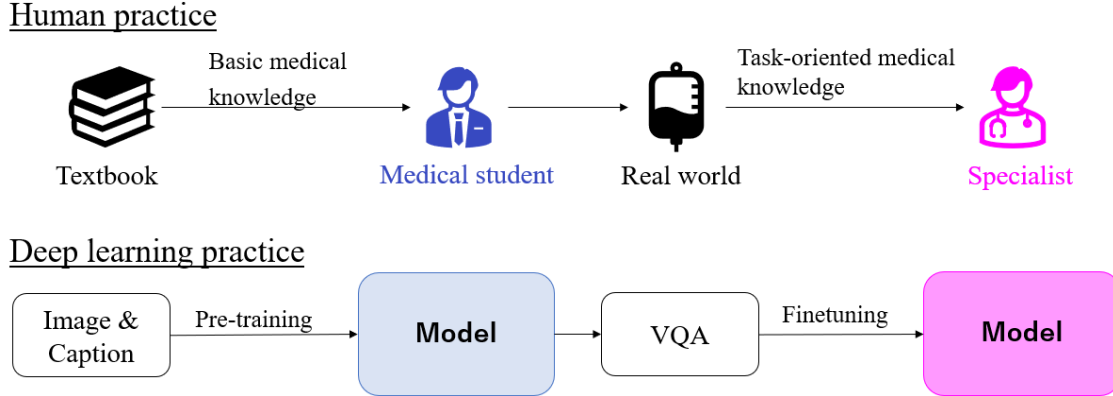 Human practice
Basic medical
knowledge
Task-oriented medical
knowledge
Textbook
Medical student
Real world
Specialist
Deep learning practice
Image &
Caption
Pre-training
Model
VQA
Finetuning
Model